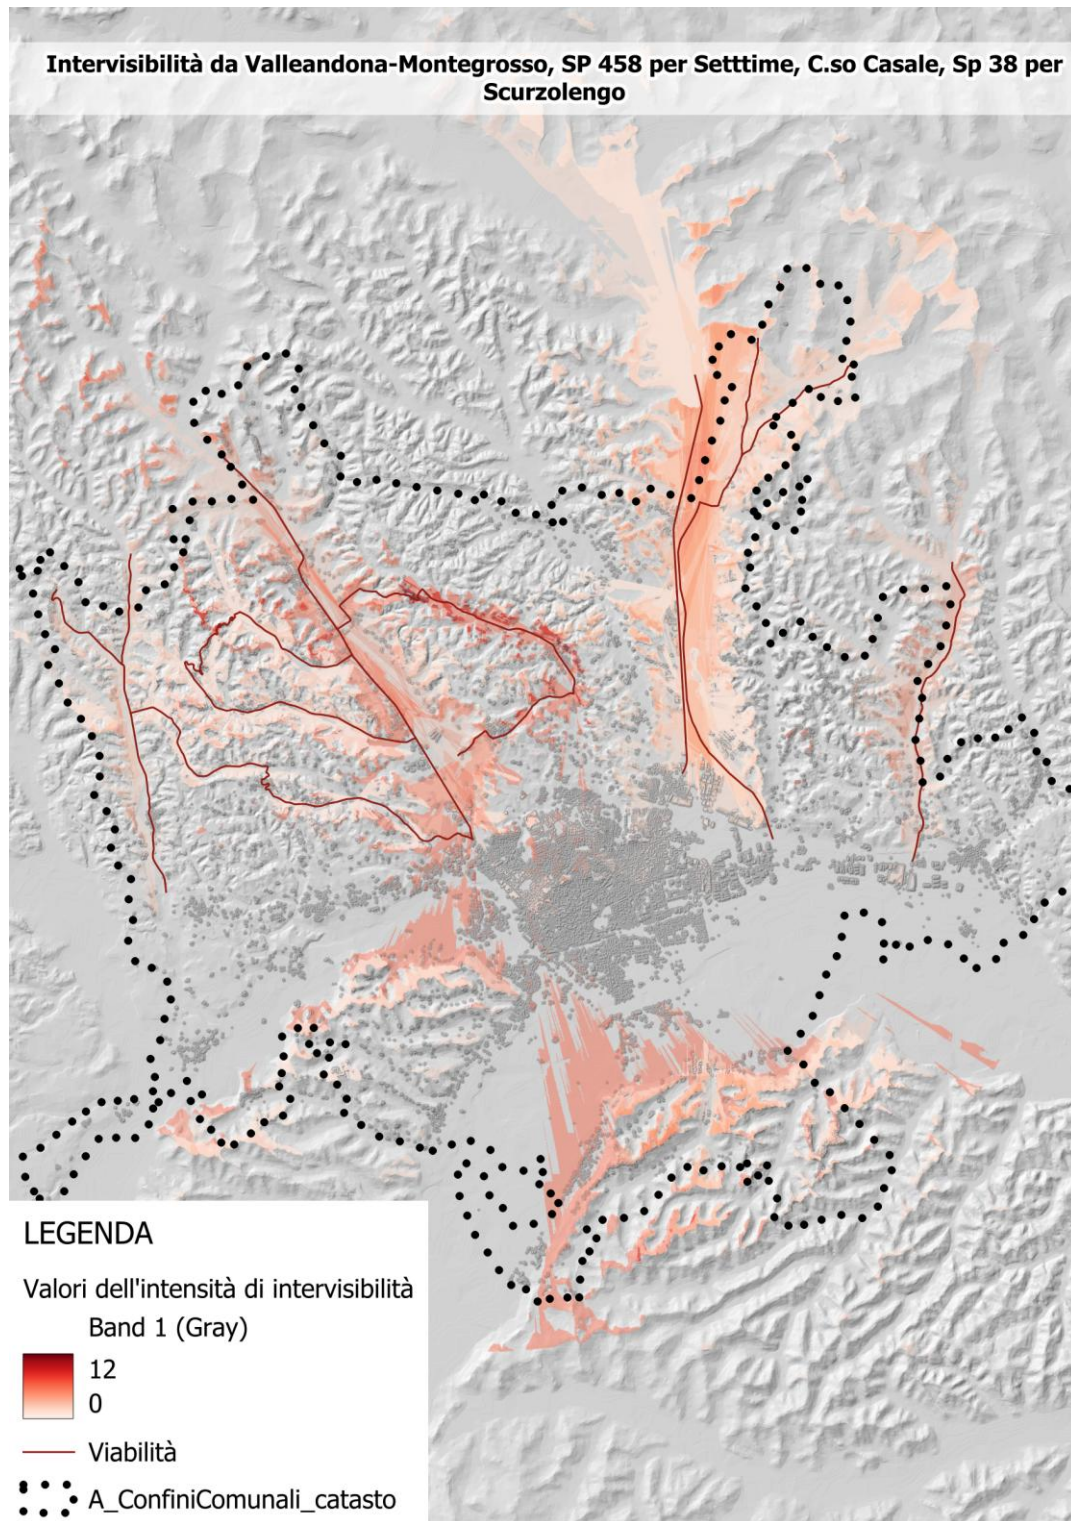 Intervisibilità da Valleandona-Montegrosso, SP 458 per Setttime, C.so Casale, Sp 38 per
Scurzolengo
LEGENDA
Valori dell'intensità di intervisibilità
Band 1 (Gray)
12
0
Viabilità
A_ConfiniComunali_catasto